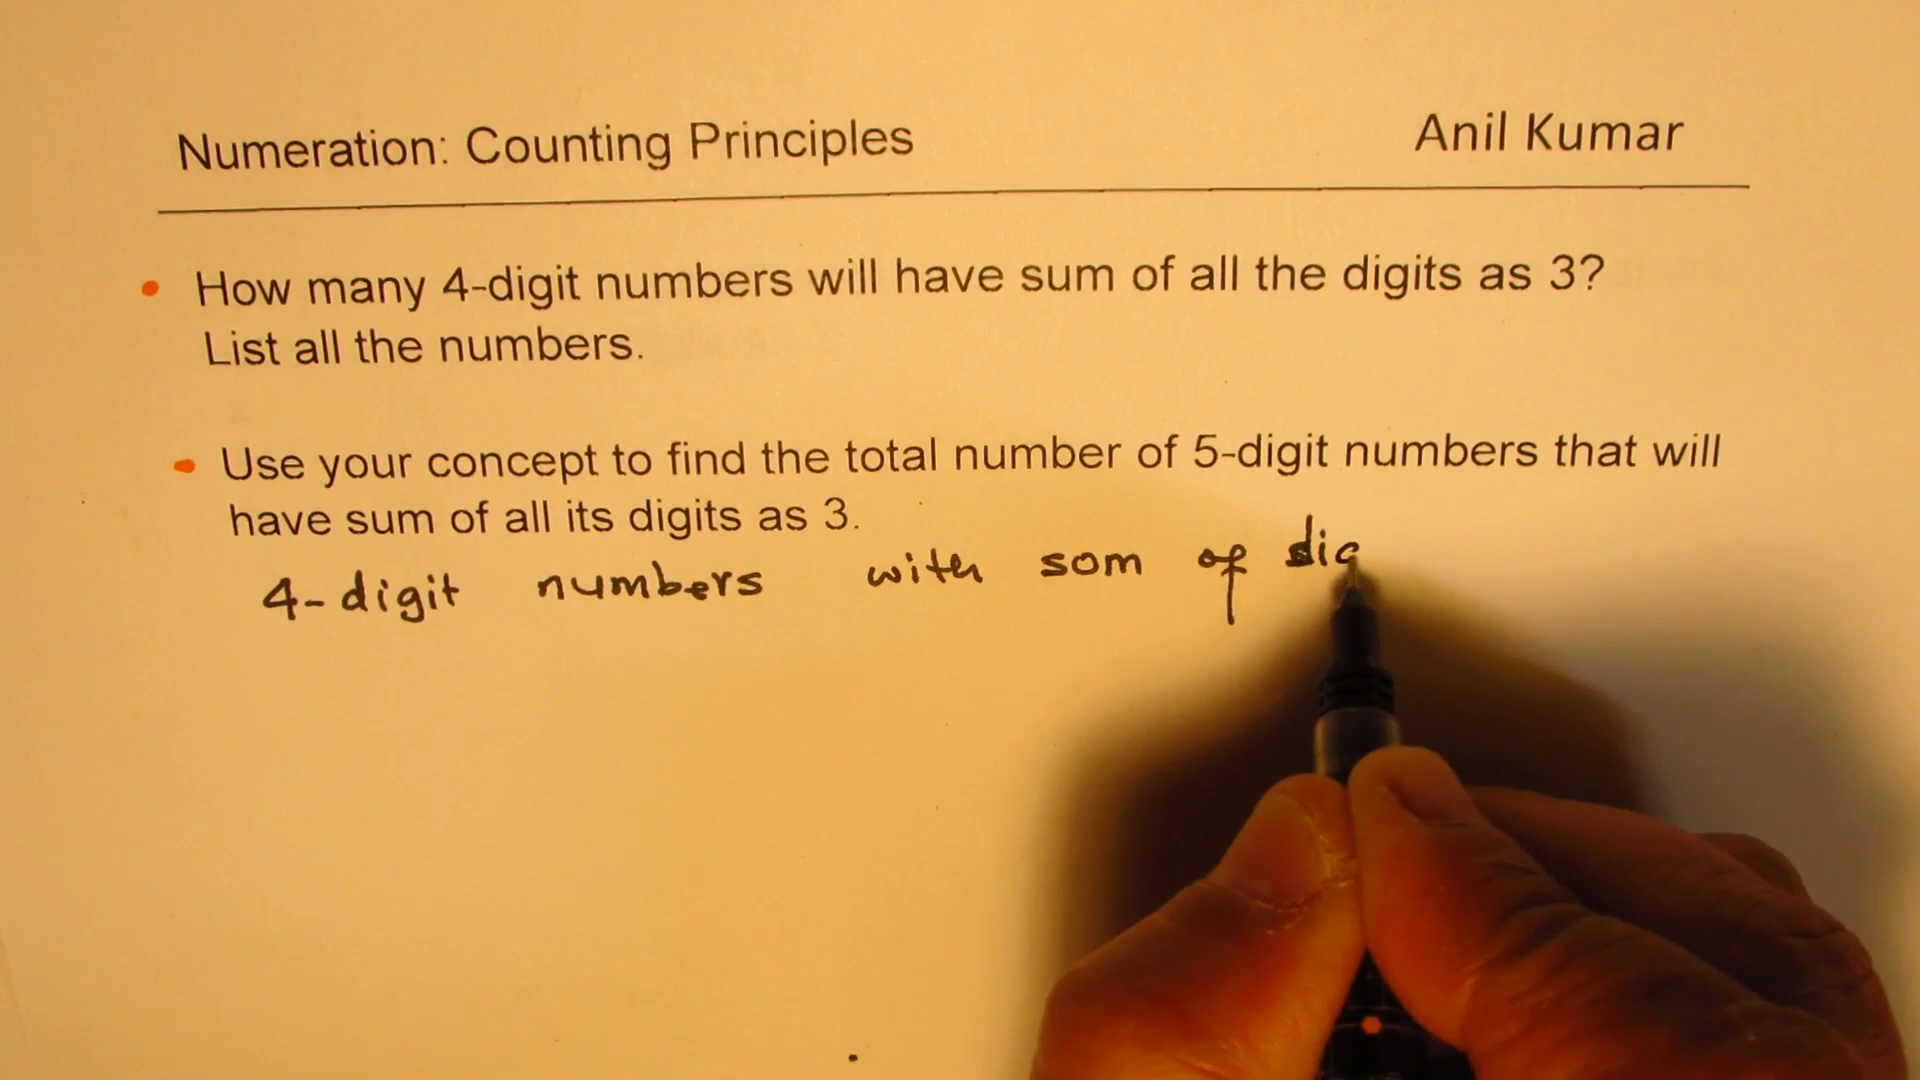 Numeration: Counting Principles Anil Kumar
• How many 4-digit numbers will have sum of all the digits as 3?
List all the numbers.
• Use your concept to find the total number of 5-digit numbers that will
have sum of all its digits as 3.
4-digit numbers with som of dig